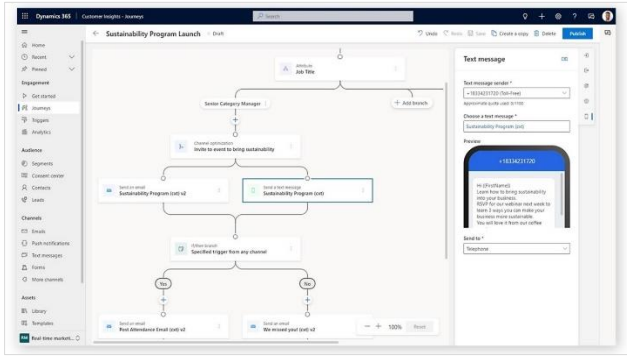 Dynamics 365
Customer Insights - Journeys
Search
Sustainability Program Launch
Draft
Undo
Redo
Save
Create a copy
Delete
Publish
Home
Recent
Pinned
Engagement
Get started
Journeys
Triggers
Analytics
Audience
Segments
Consent center
Contacts
Leads
Channels
Emails
Push notifications
Text messages
Forms
More channels
Assets
Library
Templates
RM Real time market...
Attribute
Job Title
Senior Category Manager
+ Add branch
Channel optimization
Invite to event to bring sustainability
Send an email
Sustainability Program (cxt) v2
Send a text message
Sustainability Program (cxt)
If/then branch
Specified trigger from any channel
Yes
No
Send an email
Post Attendance Email (cxt) v2
Send an email
We missed you! (cxt) v2
100%
Reset
Text message
Text message sender *
+18334231720 (Toll-Free)
Choose a text message *
Sustainability Program (cxt)
Preview
+18334231720
Hi {{FirstName}}
Learn how to bring sustainability
into your business.
RSVP for our webinar next week to
learn 3 ways you can make your
business more sustainable.
You will love it from our coffee
Send to *
Telephone